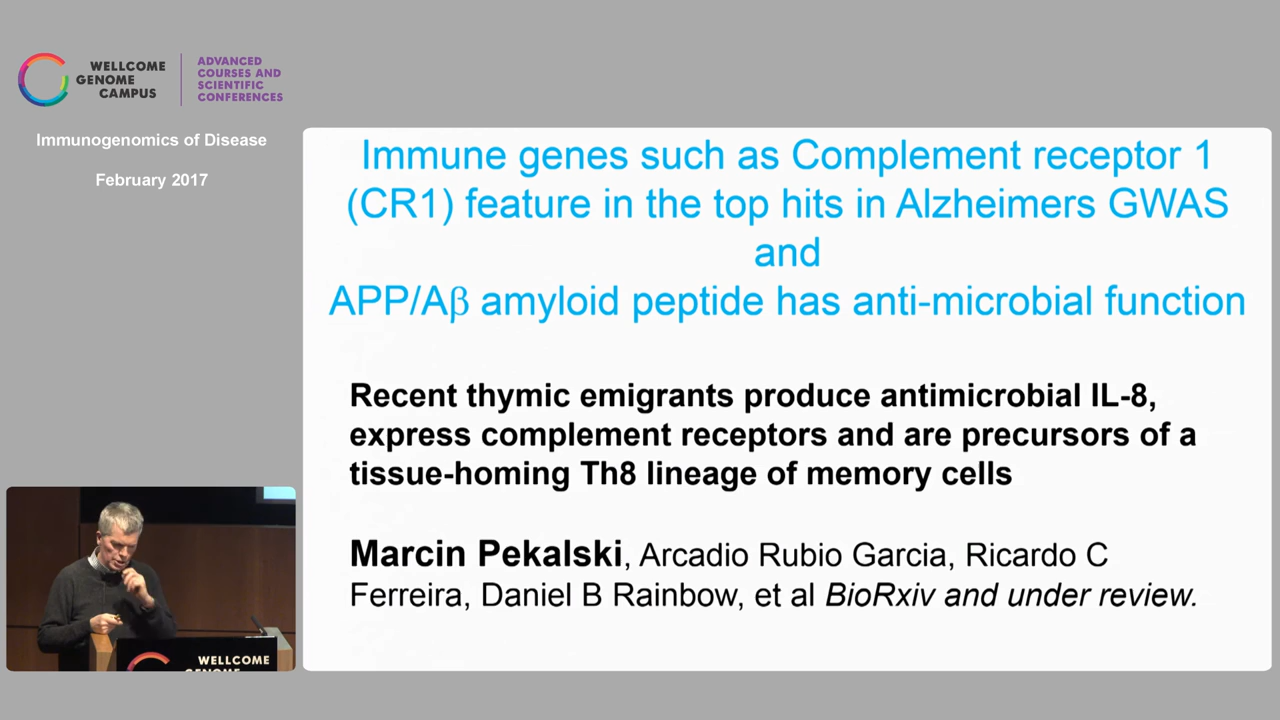 WELLCOME
GENOME
CAMPUS
ADVANCED
COURSES AND
SCIENTIFIC
CONFERENCES
Immunogenomics of Disease
February 2017
Immune genes such as Complement receptor 1
(CR1) feature in the top hits in Alzheimers GWAS
and
APP/Aβ amyloid peptide has anti-microbial function
Recent thymic emigrants produce antimicrobial IL-8,
express complement receptors and are precursors of a
tissue-homing Th8 lineage of memory cells
Marcin Pekalski, Arcadio Rubio Garcia, Ricardo C
Ferreira, Daniel B Rainbow, et al BioRxiv and under review.
WELLCOME
GENOME